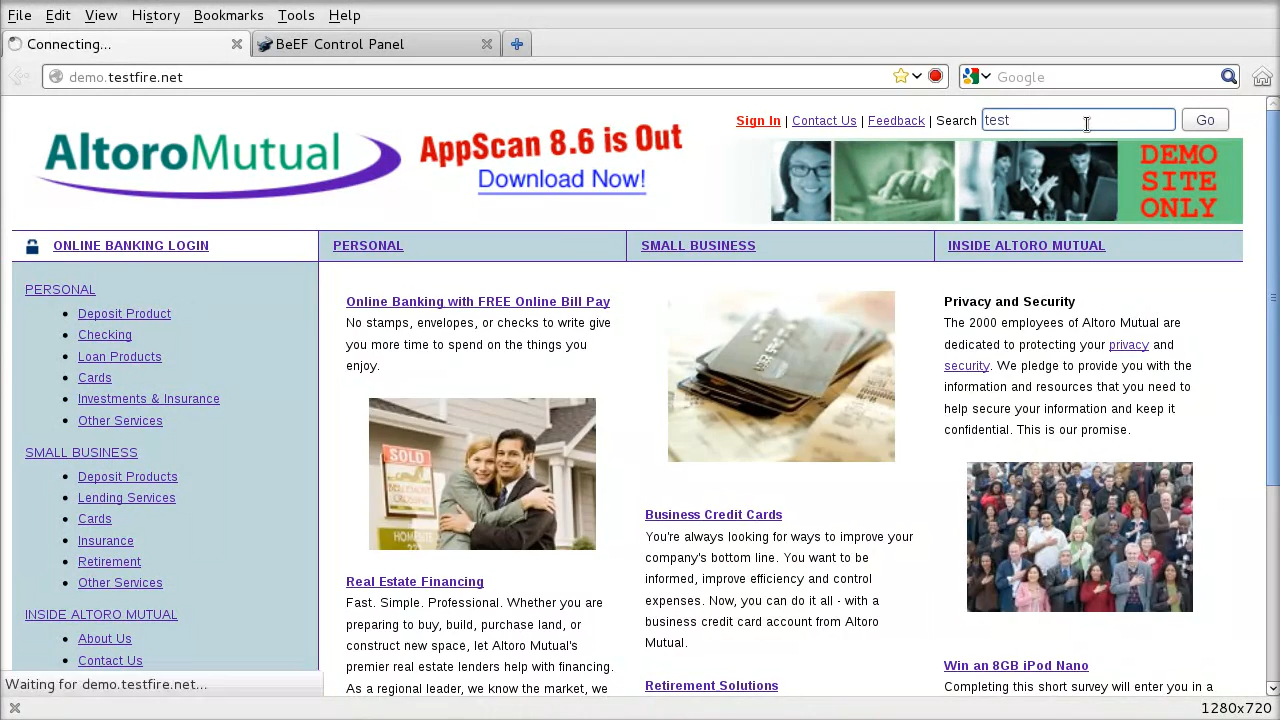 File Edit View History Bookmarks Tools Help
Connecting...
BeEF Control Panel
demo.testfire.net
Google
Sign In | Contact Us | Feedback | Search
test
Go
AltoroMutual
AppScan 8.6 is Out
Download Now!
DEMO
SITE
ONLY
ONLINE BANKING LOGIN
PERSONAL
SMALL BUSINESS
INSIDE ALTORO MUTUAL
PERSONAL
Deposit Product
Checking
Loan Products
Cards
Investments & Insurance
Other Services
SMALL BUSINESS
Deposit Products
Lending Services
Cards
Insurance
Retirement
Other Services
INSIDE ALTORO MUTUAL
About Us
Contact Us
Online Banking with FREE Online Bill Pay
No stamps, envelopes, or checks to write give
you more time to spend on the things you
enjoy.
SOLD
Real Estate Financing
Fast. Simple. Professional. Whether you are
preparing to buy, build, purchase land, or
construct new space, let Altoro Mutual's
premier real estate lenders help with financing.
As a regional leader, we know the market, we
Business Credit Cards
You're always looking for ways to improve your
company's bottom line. You want to be
informed, improve efficiency and control
expenses. Now, you can do it all - with a
business credit card account from Altoro
Mutual.
Retirement Solutions
Privacy and Security
The 2000 employees of Altoro Mutual are
dedicated to protecting your privacy and
security. We pledge to provide you with the
information and resources that you need to
help secure your information and keep it
confidential. This is our promise.
Win an 8GB iPod Nano
Completing this short survey will enter you in a
Waiting for demo.testfire.net...
1280x720